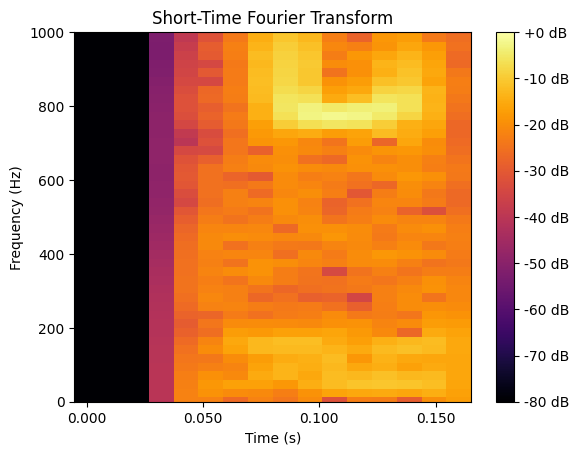 Short-Time Fourier Transform
1000
800
600
400
200
0
Frequency (Hz)
0.000
0.050
0.100
0.150
Time (s)
+0 dB
-10 dB
-20 dB
-30 dB
-40 dB
-50 dB
-60 dB
-70 dB
-80 dB